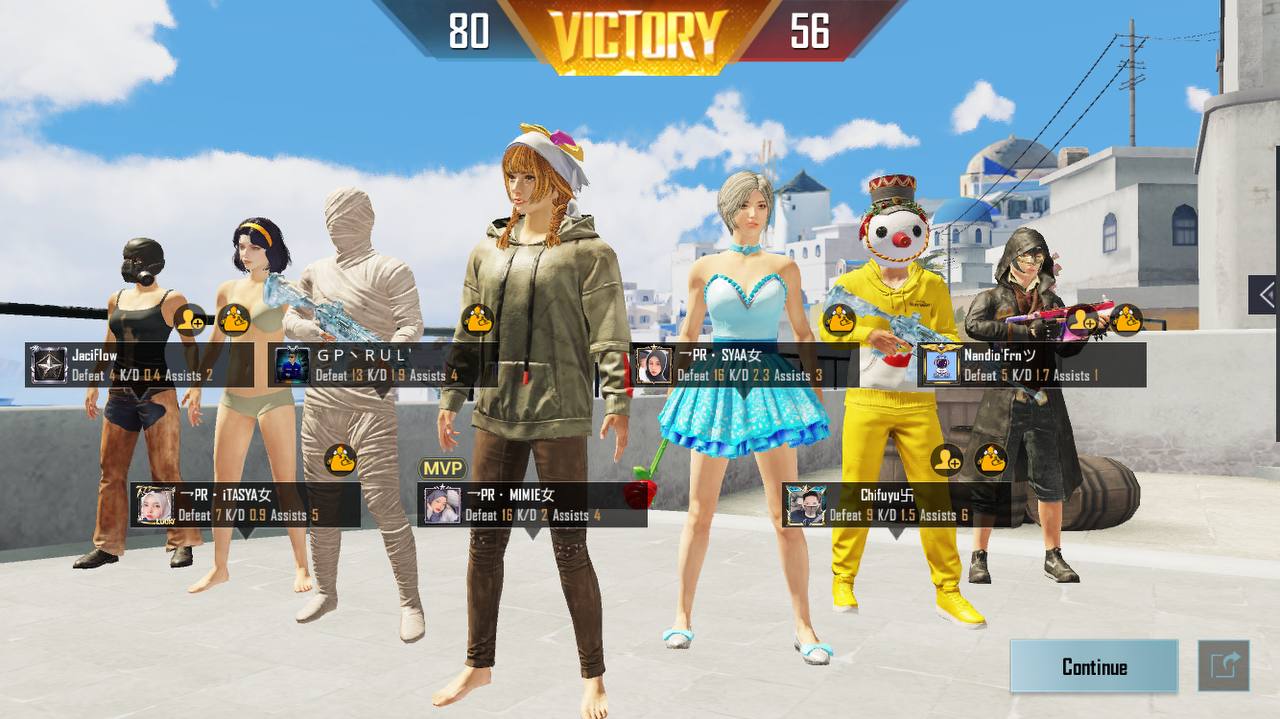 80
VICTORY
56
JaciFlow
Defeat 4 K/D 0.4 Assists 2
ＧＰ丶ＲＵＬ'
Defeat 13 K/D 1.9 Assists 4
乛PR・SYAA女
Defeat 16 K/D 2.3 Assists 3
Nandio'Frnツ
Defeat 5 K/D 1.7 Assists 1
MVP
乛PR・iTASYA女
Defeat 7 K/D 0.9 Assists 5
乛PR・MIMIE女
Defeat 16 K/D 2 Assists 4
Chifuyu卐
Defeat 9 K/D 1.5 Assists 6
Continue